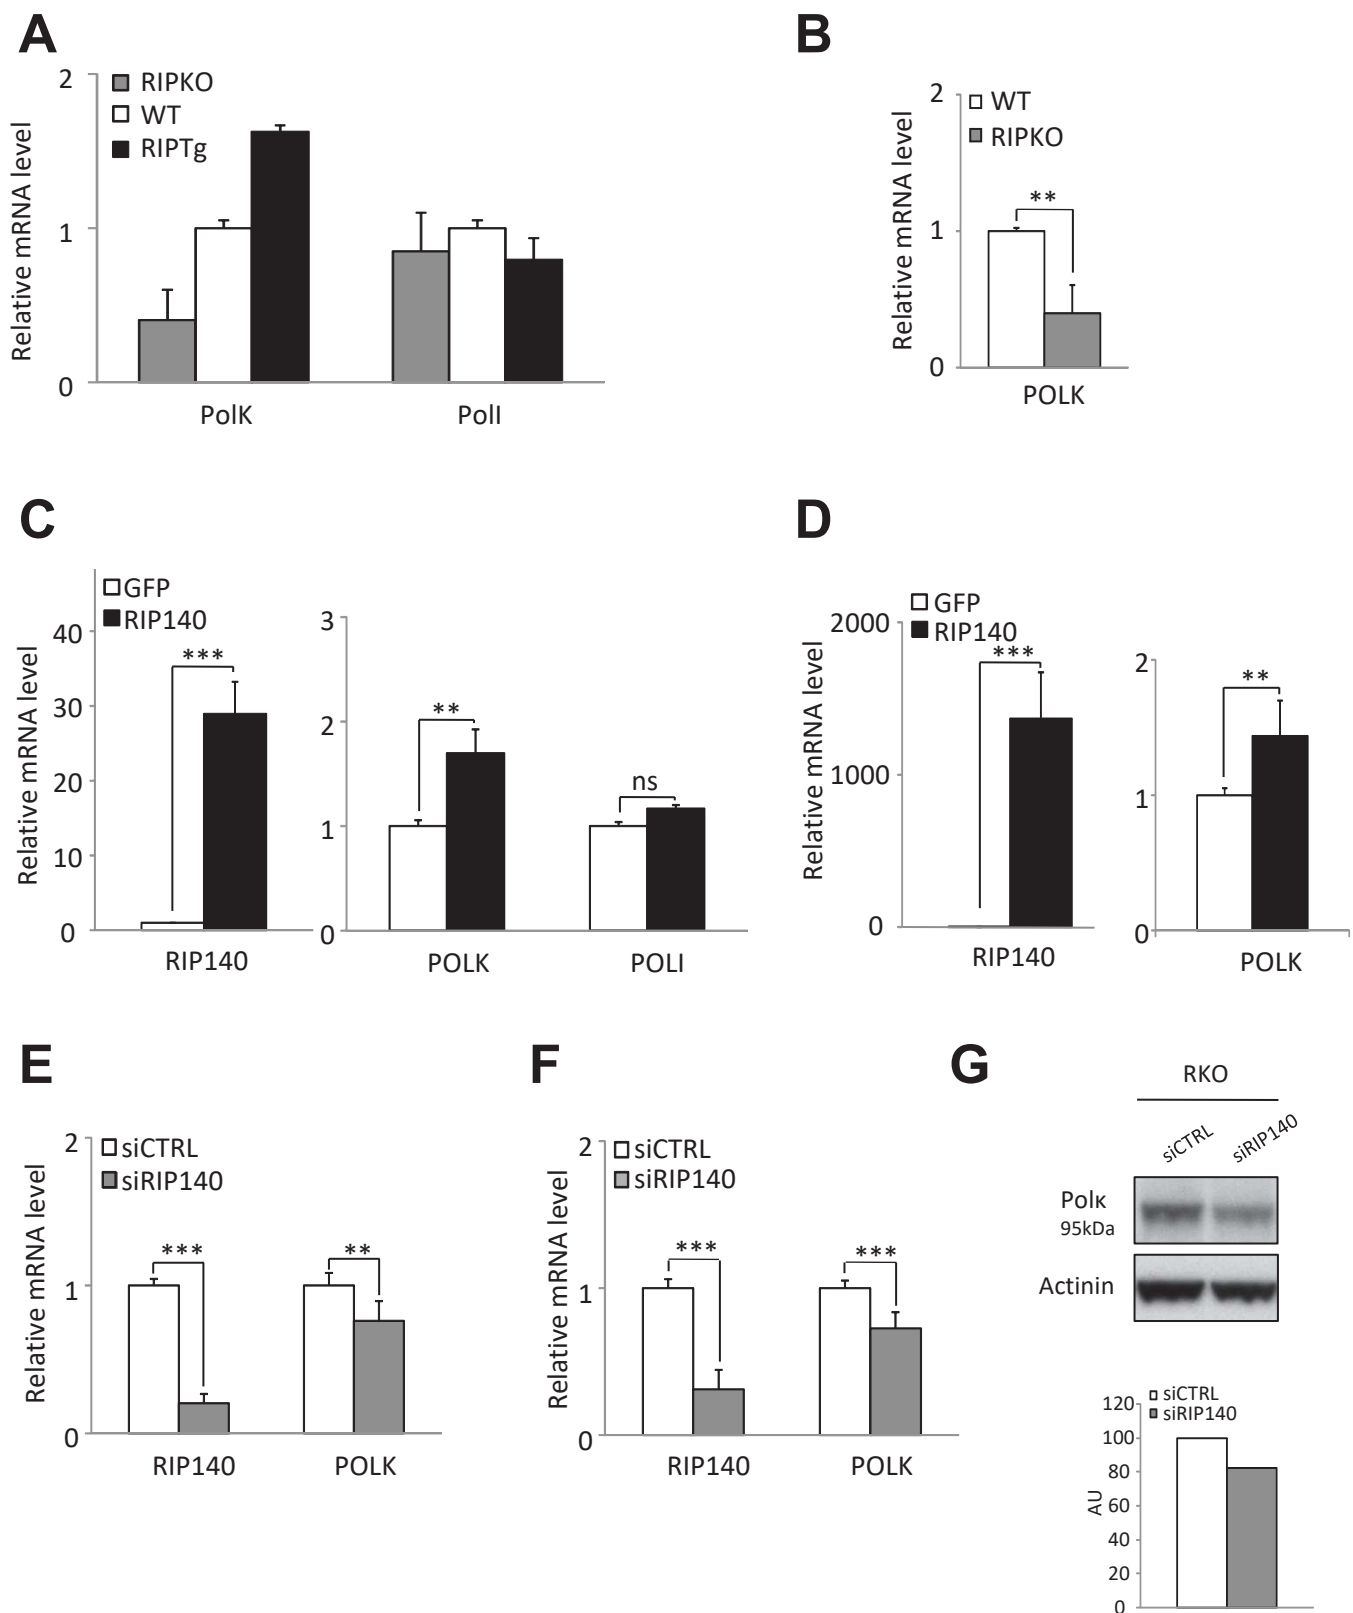 A
Relative mRNA level
2
1
0
RIPKO
WT
RIPTg
PolK
PolI
B
Relative mRNA level
2
1
0
WT
RIPKO
**
POLK
C
Relative mRNA level
40
30
20
10
0
GFP
RIP140
***
RIP140
3
2
1
0
**
ns
POLK
POLI
D
Relative mRNA level
2000
1000
0
GFP
RIP140
***
RIP140
2
1
0
**
POLK
E
Relative mRNA level
2
1
0
siCTRL
siRIP140
***
**
RIP140
POLK
F
Relative mRNA level
2
1
0
siCTRL
siRIP140
***
***
RIP140
POLK
G
RKO
siCTRL
siRIP140
Polκ
95kDa
Actinin
AU
120
100
80
60
40
20
0
siCTRL
siRIP140